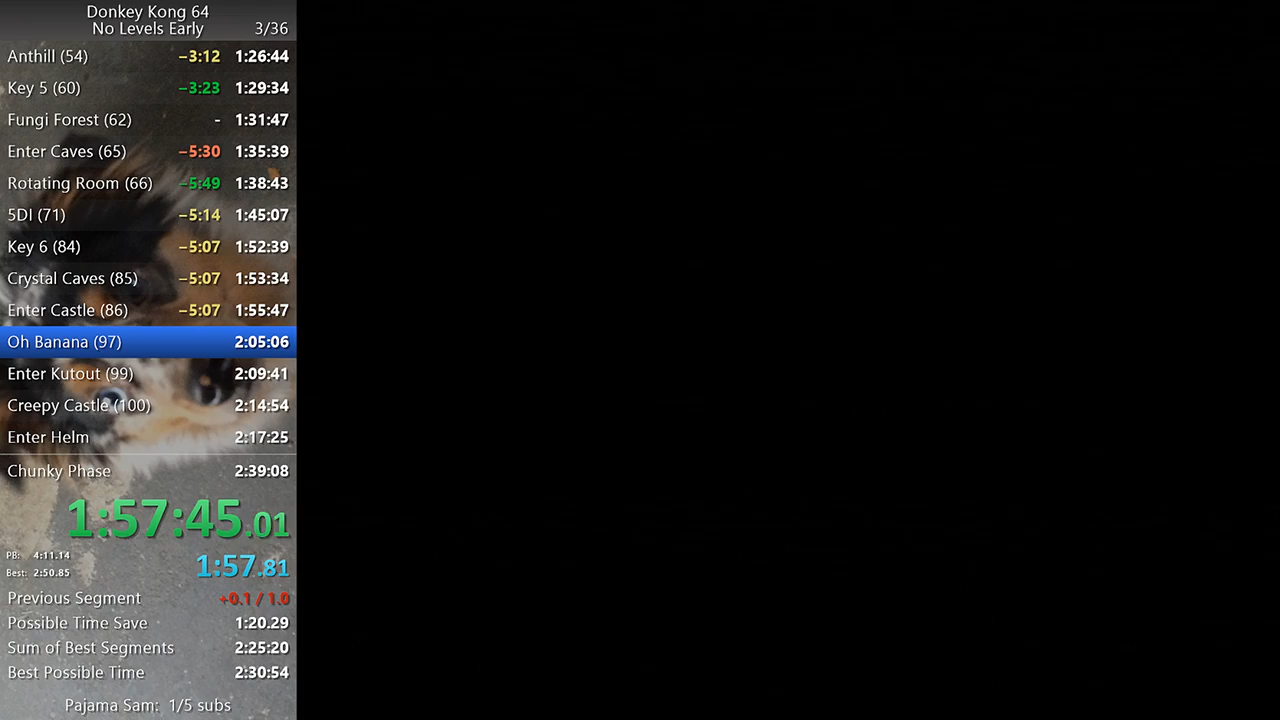 Donkey Kong 64
No Levels Early 3/36
Anthill (54) −3:12 1:26:44
Key 5 (60) −3:23 1:29:34
Fungi Forest (62) - 1:31:47
Enter Caves (65) −5:30 1:35:39
Rotating Room (66) −5:49 1:38:43
5DI (71) −5:14 1:45:07
Key 6 (84) −5:07 1:52:39
Crystal Caves (85) −5:07 1:53:34
Enter Castle (86) −5:07 1:55:47
Oh Banana (97) 2:05:06
Enter Kutout (99) 2:09:41
Creepy Castle (100) 2:14:54
Enter Helm 2:17:25
Chunky Phase 2:39:08
1:57:45.01
PB: 4:11.14
Best: 2:50.85
1:57.81
Previous Segment +0.1 / 1.0
Possible Time Save 1:20.29
Sum of Best Segments 2:25:20
Best Possible Time 2:30:54
Pajama Sam: 1/5 subs